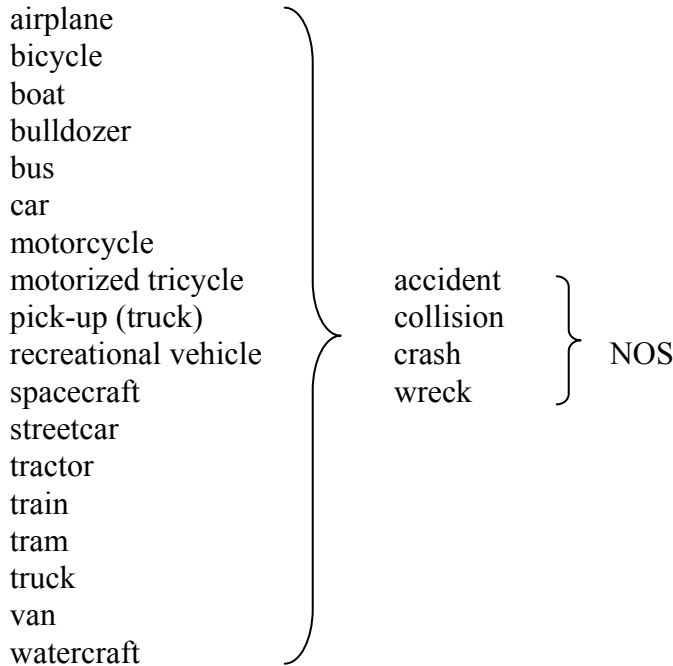 airplane
bicycle
boat
bulldozer
bus
car
motorcycle
motorized tricycle
pick-up (truck)
recreational vehicle
spacecraft
streetcar
tractor
train
tram
truck
van
watercraft
accident
collision
crash
wreck
NOS